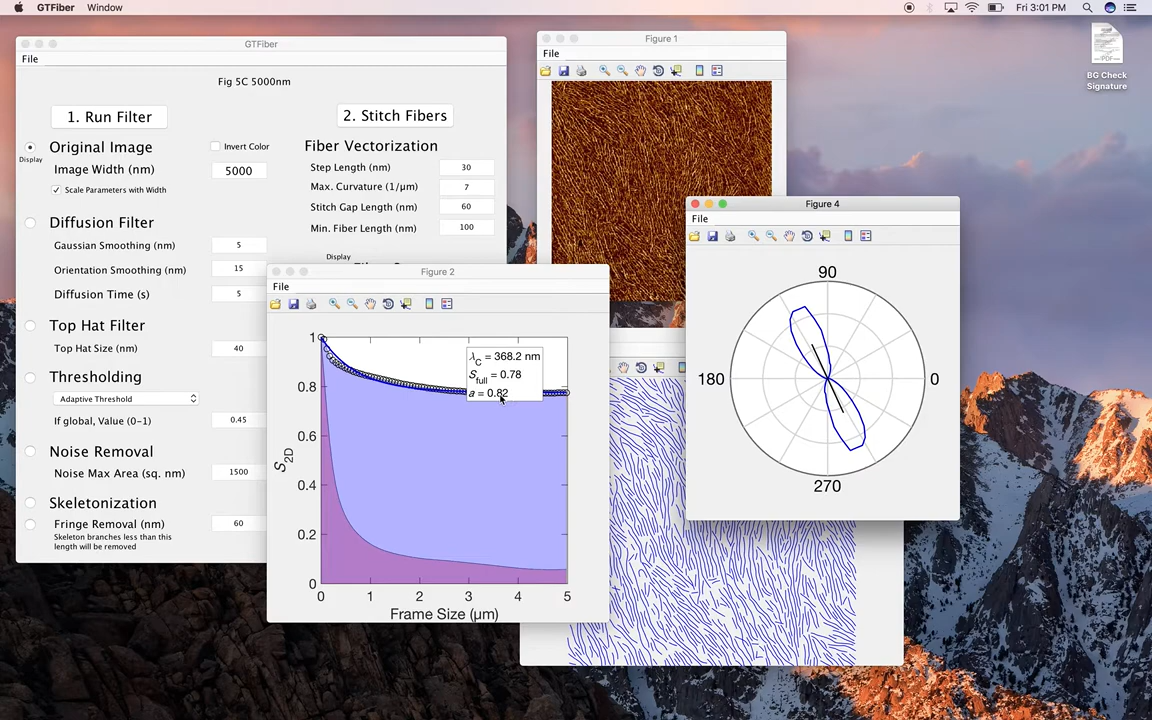 GTFiber Window
Fri 3:01 PM
BG Check
Signature
GTFiber
File
Fig 5C 5000nm
1. Run Filter
2. Stitch Fibers
Display
Original Image
Invert Color
Image Width (nm)
5000
Scale Parameters with Width
Diffusion Filter
Gaussian Smoothing (nm)
5
Orientation Smoothing (nm)
15
Diffusion Time (s)
5
Top Hat Filter
Top Hat Size (nm)
40
Thresholding
Adaptive Threshold
If global, Value (0-1)
0.45
Noise Removal
Noise Max Area (sq. nm)
1500
Skeletonization
Fringe Removal (nm)
60
Skeleton branches less than this
length will be removed
Fiber Vectorization
Step Length (nm)
30
Max. Curvature (1/µm)
7
Stitch Gap Length (nm)
60
Min. Fiber Length (nm)
100
Display
Figure 1
File
Figure 2
File
λC = 368.2 nm
Sfull = 0.78
a = 0.82
S2D
1
0.8
0.6
0.4
0.2
0
0 1 2 3 4 5
Frame Size (µm)
Figure 4
File
90
180
0
270